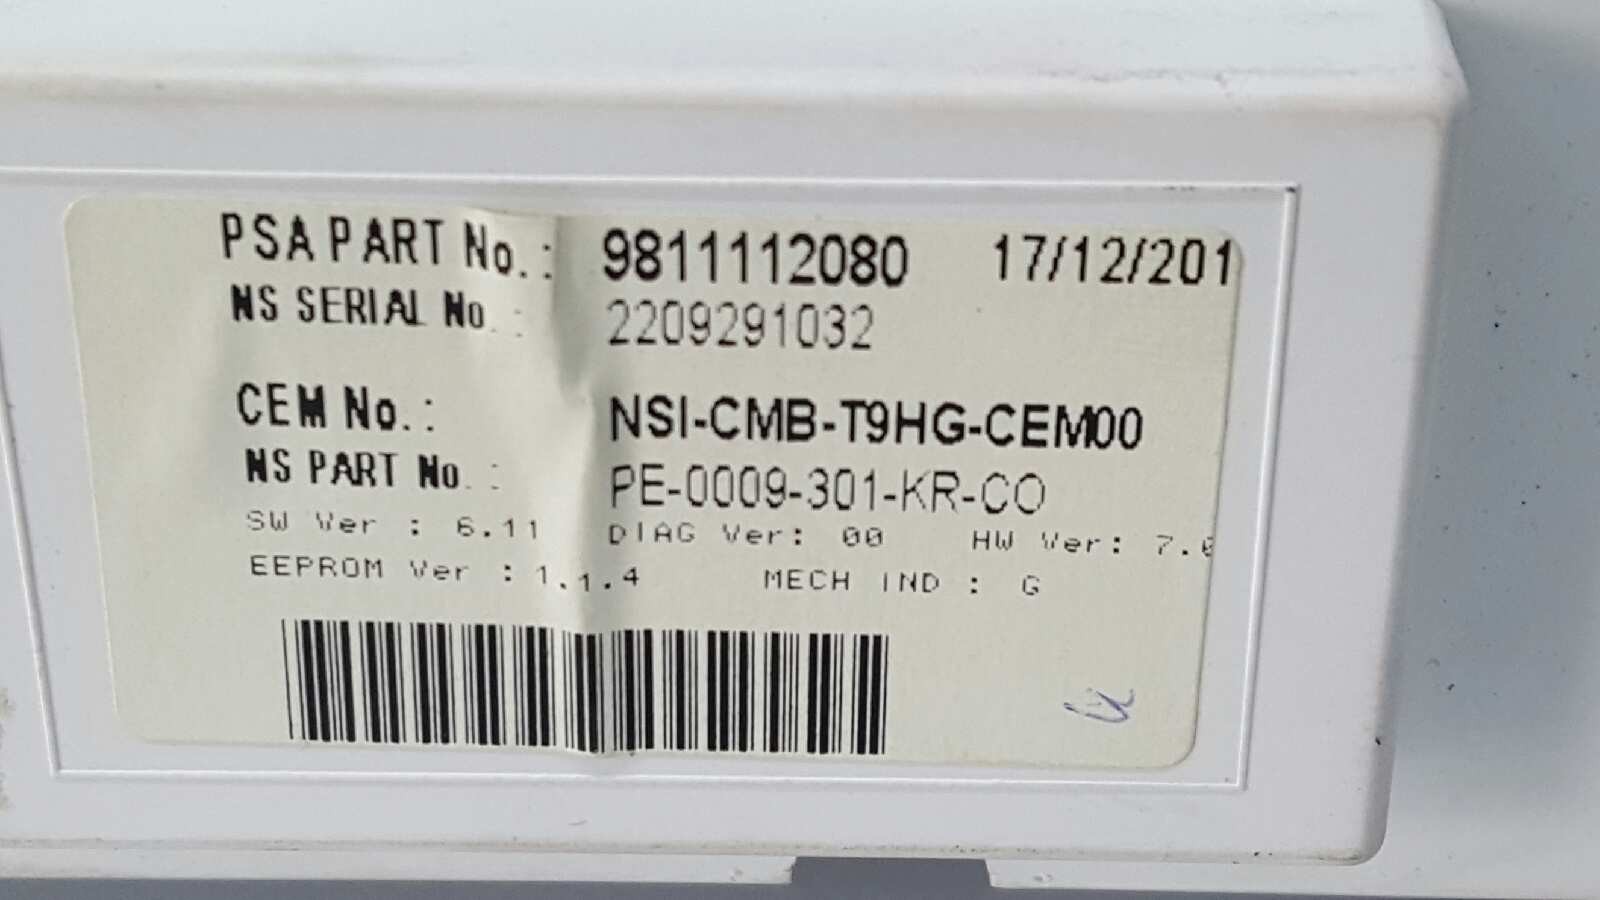 PSA PART No. : 9811112080 17/12/201
NS SERIAL No. : 2209291032
CEM No. : NSI-CMB-T9HG-CEM00
NS PART No. : PE-0009-301-KR-CO
SW Ver : 6.11 DIAG Ver: 00 HW Ver: 7.0
EEPROM Ver : 1.1.4 MECH IND : G